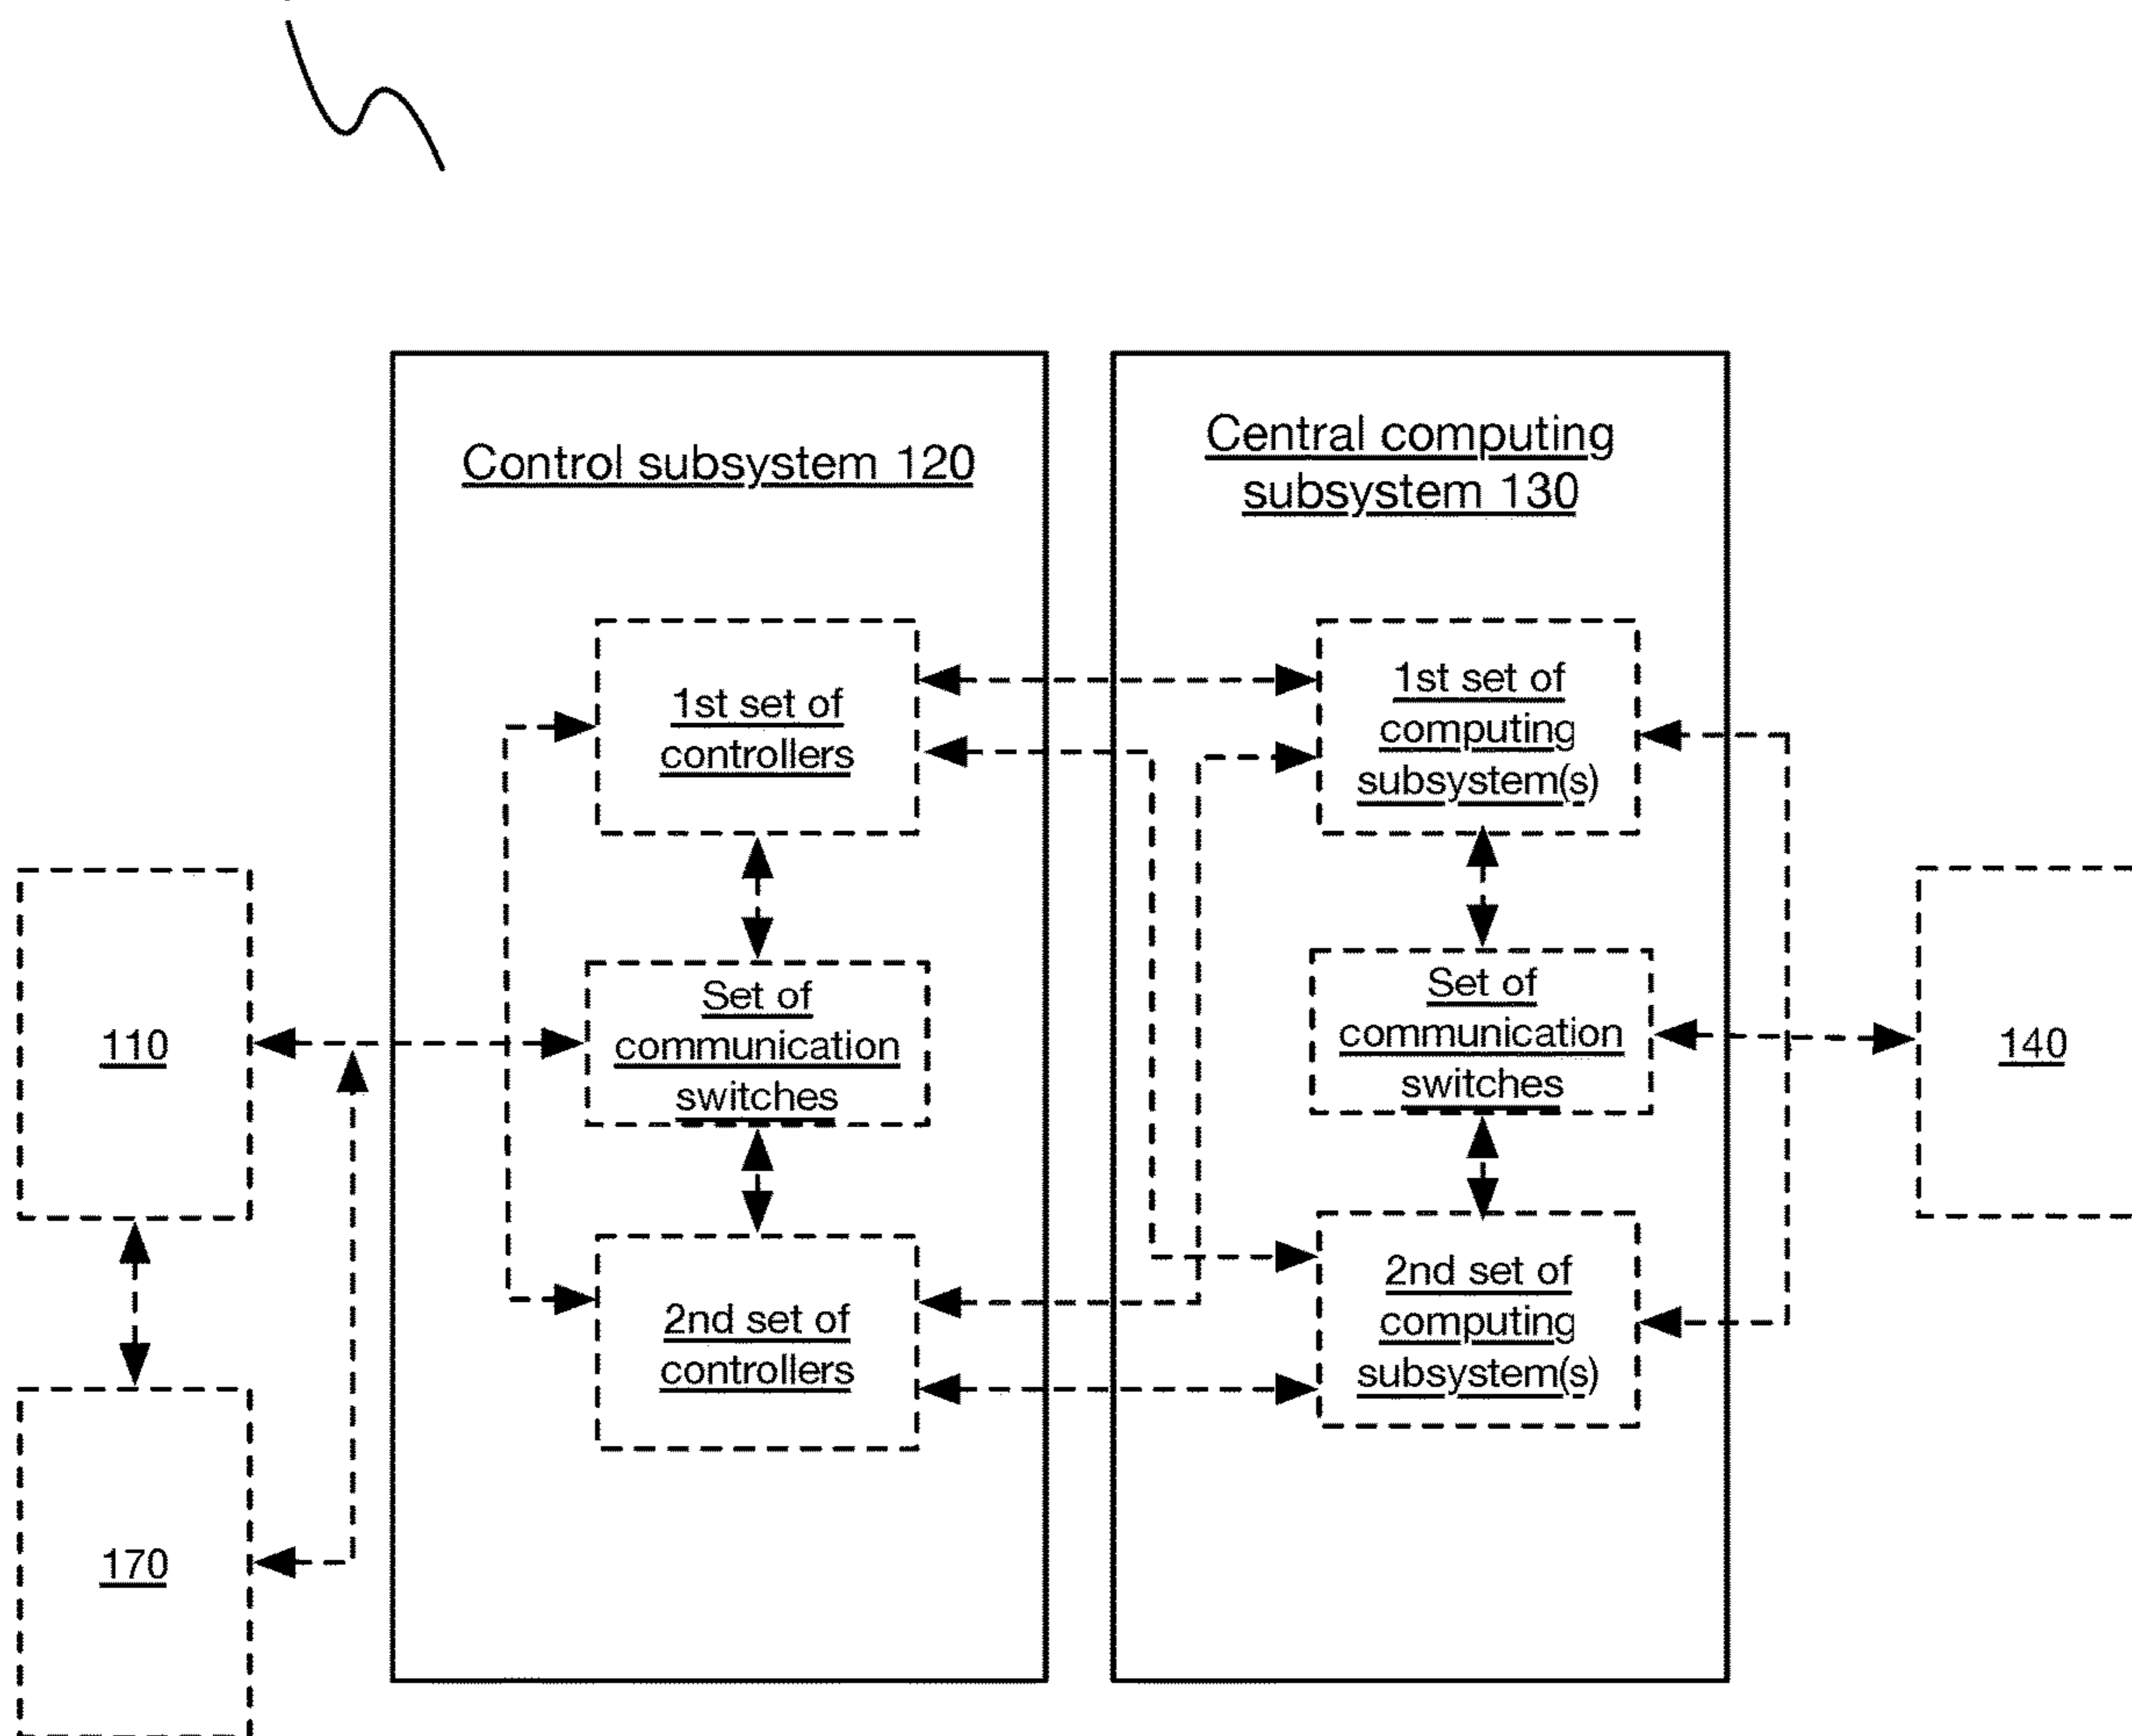 Control subsystem 120
Central computing
subsystem 130
1st set of
controllers
1st set of
computing
subsystem(s)
110
Set of
communication
switches
Set of
communication
switches
140
2nd set of
controllers
2nd set of
computing
subsystem(s)
170